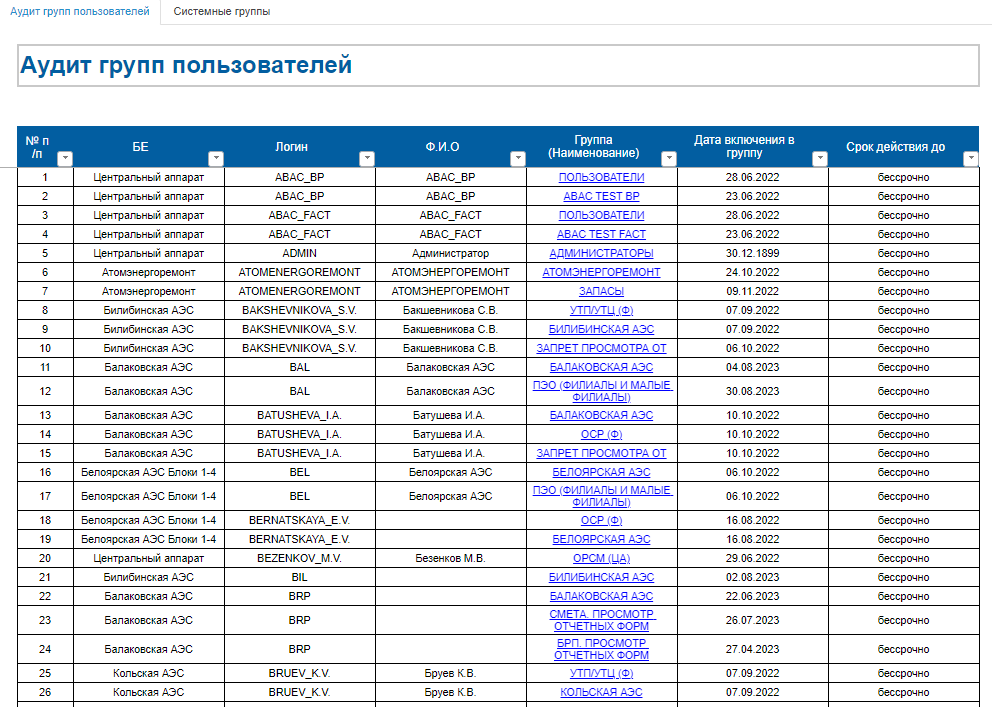 Аудит групп пользователей Системные группы
Аудит групп пользователей
№ п/п БЕ Логин Ф.И.О Группа (Наименование) Дата включения в группу Срок действия до
1 Центральный аппарат ABAC_BP ABAC_BP ПОЛЬЗОВАТЕЛИ 28.06.2022 бессрочно
2 Центральный аппарат ABAC_BP ABAC_BP ABAC TEST BP 23.06.2022 бессрочно
3 Центральный аппарат ABAC_FACT ABAC_FACT ПОЛЬЗОВАТЕЛИ 28.06.2022 бессрочно
4 Центральный аппарат ABAC_FACT ABAC_FACT ABAC TEST FACT 23.06.2022 бессрочно
5 Центральный аппарат ADMIN Администратор АДМИНИСТРАТОРЫ 30.12.1899 бессрочно
6 Атомэнергоремонт ATOMENERGOREMONT АТОМЭНЕРГОРЕМОНТ АТОМЭНЕРГОРЕМОНТ 24.10.2022 бессрочно
7 Атомэнергоремонт ATOMENERGOREMONT АТОМЭНЕРГОРЕМОНТ ЗАПАСЫ 09.11.2022 бессрочно
8 Билибинская АЭС BAKSHEVNIKOVA_S.V. Бакшевникова С.В. УТП/УТЦ (Ф) 07.09.2022 бессрочно
9 Билибинская АЭС BAKSHEVNIKOVA_S.V. Бакшевникова С.В. БИЛИБИНСКАЯ АЭС 07.09.2022 бессрочно
10 Билибинская АЭС BAKSHEVNIKOVA_S.V. Бакшевникова С.В. ЗАПРЕТ ПРОСМОТРА ОТ 06.10.2022 бессрочно
11 Балаковская АЭС BAL Балаковская АЭС БАЛАКОВСКАЯ АЭС 04.08.2023 бессрочно
12 Балаковская АЭС BAL Балаковская АЭС ПЭО (ФИЛИАЛЫ И МАЛЫЕ ФИЛИАЛЫ) 30.08.2023 бессрочно
13 Балаковская АЭС BATUSHEVA_I.A. Батушева И.А. БАЛАКОВСКАЯ АЭС 10.10.2022 бессрочно
14 Балаковская АЭС BATUSHEVA_I.A. Батушева И.А. ОСР (Ф) 10.10.2022 бессрочно
15 Балаковская АЭС BATUSHEVA_I.A. Батушева И.А. ЗАПРЕТ ПРОСМОТРА ОТ 10.10.2022 бессрочно
16 Белоярская АЭС Блоки 1-4 BEL Белоярская АЭС БЕЛОЯРСКАЯ АЭС 06.10.2022 бессрочно
17 Белоярская АЭС Блоки 1-4 BEL Белоярская АЭС ПЭО (ФИЛИАЛЫ И МАЛЫЕ ФИЛИАЛЫ) 06.10.2022 бессрочно
18 Белоярская АЭС Блоки 1-4 BERNATSKAYA_E.V. ОСР (Ф) 16.08.2022 бессрочно
19 Белоярская АЭС Блоки 1-4 BERNATSKAYA_E.V. БЕЛОЯРСКАЯ АЭС 16.08.2022 бессрочно
20 Центральный аппарат BEZENKOV_M.V. Безенков М.В. ОРСМ (ЦА) 29.06.2022 бессрочно
21 Билибинская АЭС BIL БИЛИБИНСКАЯ АЭС 02.08.2023 бессрочно
22 Балаковская АЭС BRP БАЛАКОВСКАЯ АЭС 22.06.2023 бессрочно
23 Балаковская АЭС BRP СМЕТА. ПРОСМОТР ОТЧЕТНЫХ ФОРМ 26.07.2023 бессрочно
24 Балаковская АЭС BRP БРП. ПРОСМОТР ОТЧЕТНЫХ ФОРМ 27.04.2023 бессрочно
25 Кольская АЭС BRUEV_K.V. Бруев К.В. УТП/УТЦ (Ф) 07.09.2022 бессрочно
26 Кольская АЭС BRUEV_K.V. Бруев К.В. КОЛЬСКАЯ АЭС 07.09.2022 бессрочно